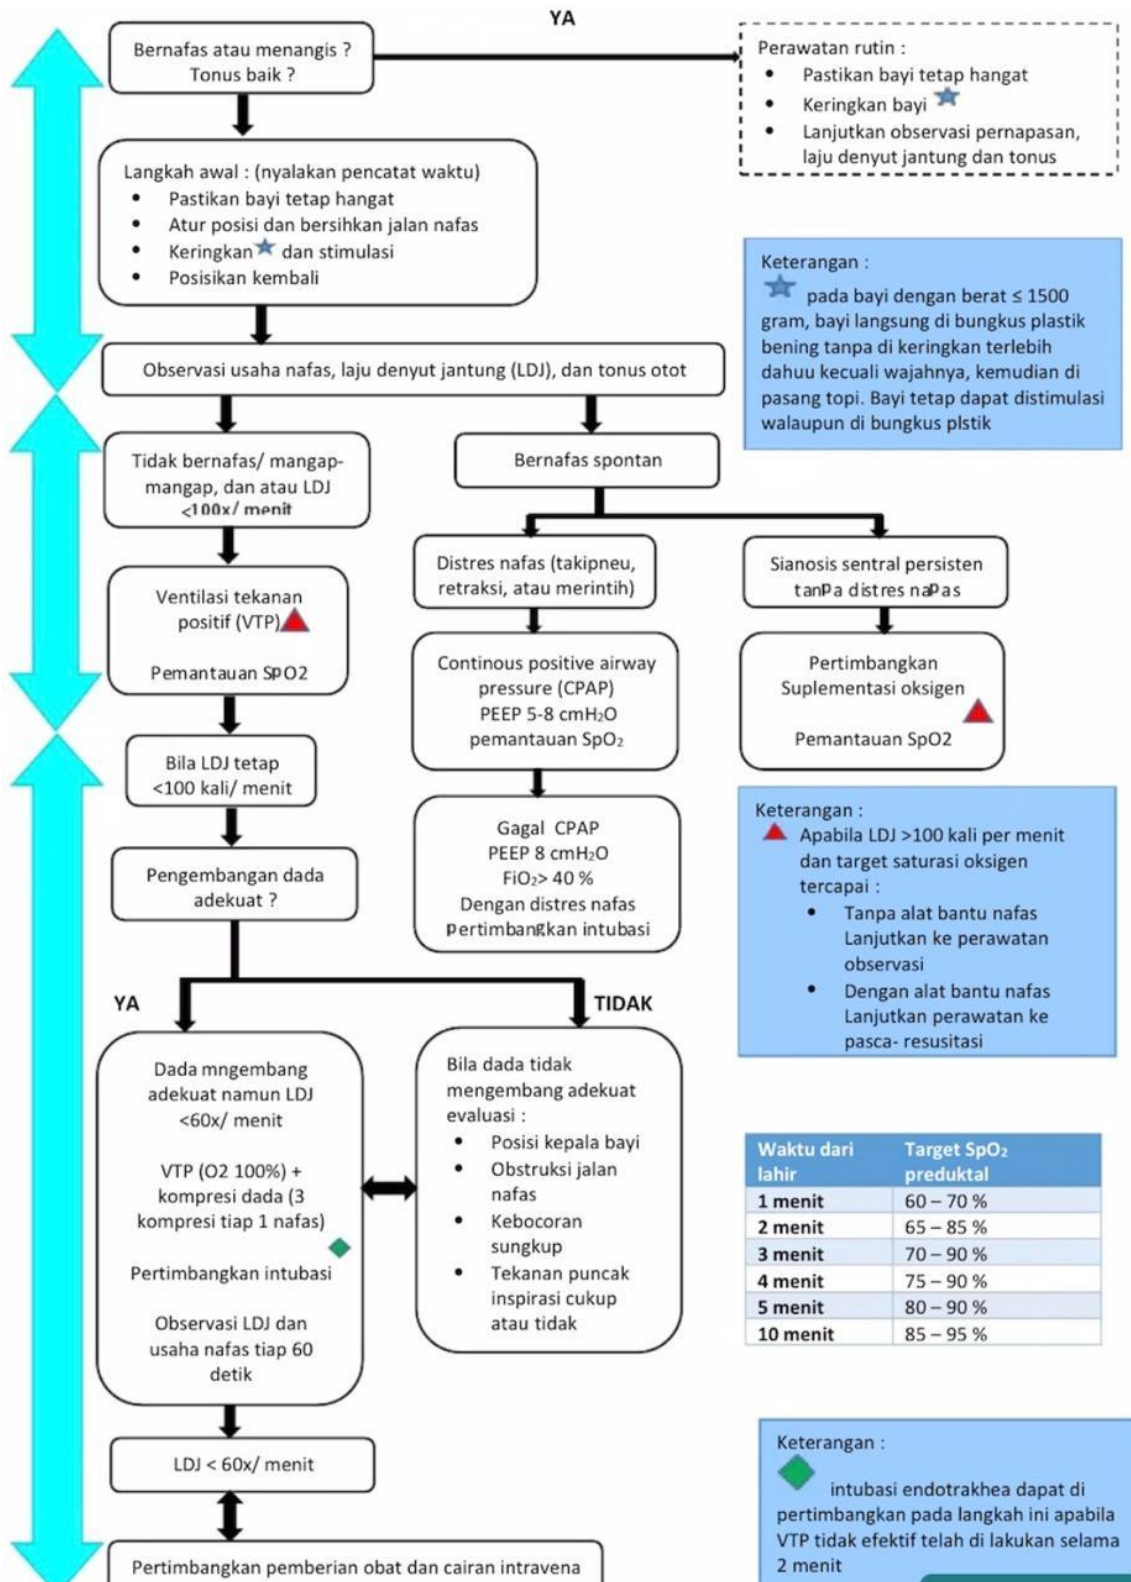 YA
Bernafas atau menangis ?
Tonus baik ?
Perawatan rutin :
• Pastikan bayi tetap hangat
• Keringkan bayi
• Lanjutkan observasi pernapasan,
laju denyut jantung dan tonus
Langkah awal : (nyalakan pencatat waktu)
• Pastikan bayi tetap hangat
• Atur posisi dan bersihkan jalan nafas
• Keringkan dan stimulasi
• Posisikan kembali
Keterangan :
pada bayi dengan berat ≤ 1500
gram, bayi langsung di bungkus plastik
bening tanpa di keringkan terlebih
dahuu kecuali wajahnya, kemudian di
pasang topi. Bayi tetap dapat distimulasi
walaupun di bungkus plstik
Observasi usaha nafas, laju denyut jantung (LDJ), dan tonus otot
Tidak bernafas/ mangap-
mangap, dan atau LDJ
<100x/ menit
Bernafas spontan
Distres nafas (takipneu,
retraksi, atau merintih)
Sianosis sentral persisten
tanpa distres napas
Ventilasi tekanan
positif (VTP)
Pemantauan SpO2
Continous positive airway
pressure (CPAP)
PEEP 5-8 cmH₂O
pemantauan SpO₂
Pertimbangkan
Suplementasi oksigen
Pemantauan SpO2
Bila LDJ tetap
<100 kali/ menit
Gagal CPAP
PEEP 8 cmH₂O
FiO₂> 40 %
Dengan distres nafas
pertimbangkan intubasi
Keterangan :
Apabila LDJ >100 kali per menit
dan target saturasi oksigen
tercapai :
• Tanpa alat bantu nafas
Lanjutkan ke perawatan
observasi
• Dengan alat bantu nafas
Lanjutkan perawatan ke
pasca- resusitasi
Pengembangan dada
adekuat ?
YA
TIDAK
Dada mngembang
adekuat namun LDJ
<60x/ menit
VTP (O2 100%) +
kompresi dada (3
kompresi tiap 1 nafas)
Pertimbangkan intubasi
Observasi LDJ dan
usaha nafas tiap 60
detik
Bila dada tidak
mengembang adekuat
evaluasi :
• Posisi kepala bayi
• Obstruksi jalan
nafas
• Kebocoran
sungkup
• Tekanan puncak
inspirasi cukup
atau tidak
Waktu dari lahir Target SpO₂ preduktal
1 menit 60 – 70 %
2 menit 65 – 85 %
3 menit 70 – 90 %
4 menit 75 – 90 %
5 menit 80 – 90 %
10 menit 85 – 95 %
LDJ < 60x/ menit
Keterangan :
intubasi endotrakhea dapat di
pertimbangkan pada langkah ini apabila
VTP tidak efektif telah di lakukan selama
2 menit
Pertimbangkan pemberian obat dan cairan intravena